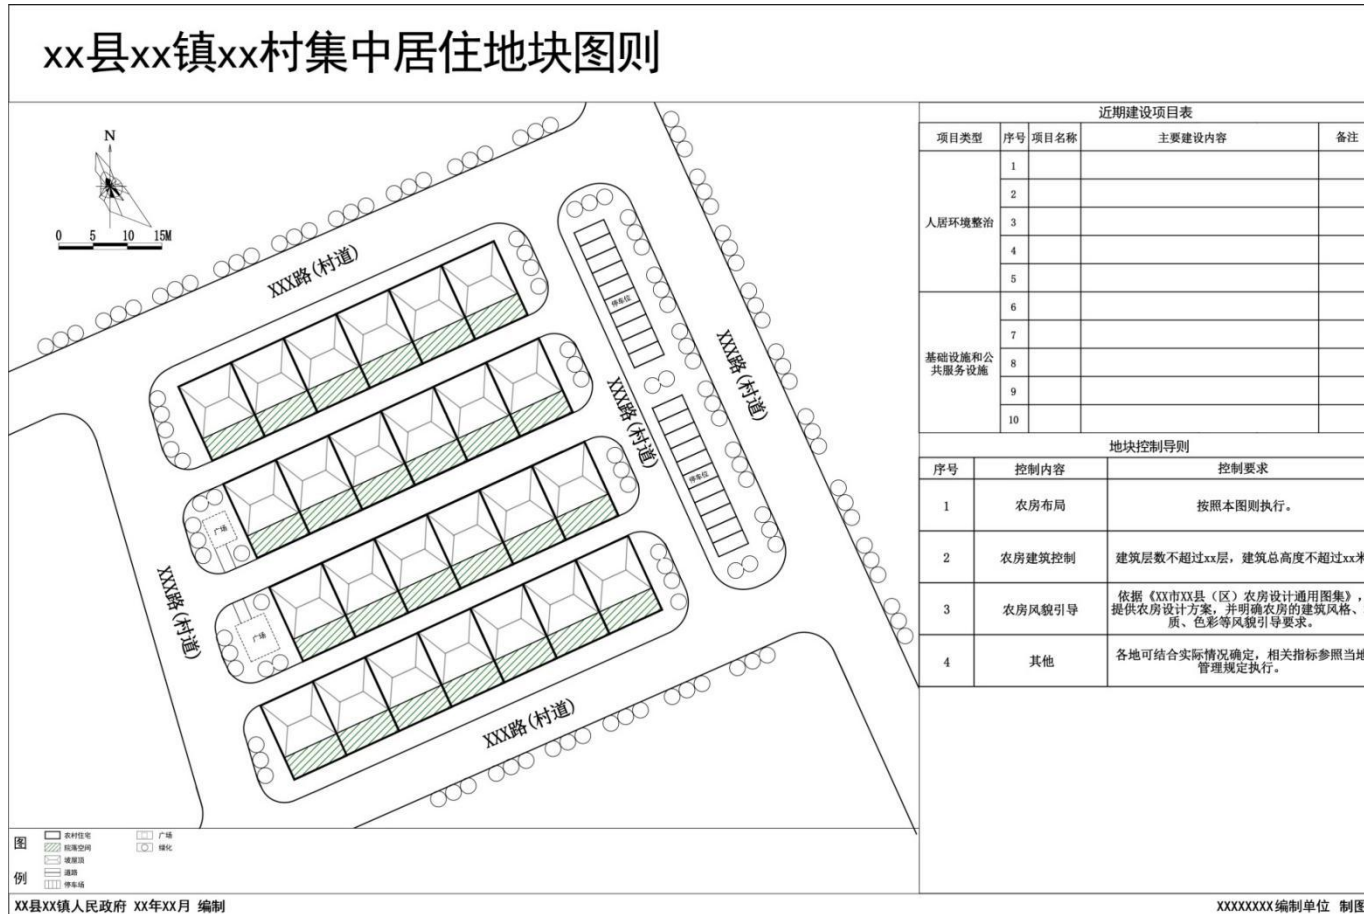 xx县xx镇xx村集中居住地块图则
N
0 5 10 15M
XXX路(村道)
停车位
XXX路(村道)
XXX路(村道)
停车位
广场
XXX路(村道)
广场
XXX路(村道)
近期建设项目表
项目类型 序号 项目名称 主要建设内容 备注
人居环境整治
1
2
3
4
5
基础设施和公
共服务设施
6
7
8
9
10
地块控制导则
序号 控制内容 控制要求
1 农房布局 按照本图则执行。
2 农房建筑控制 建筑层数不超过xx层，建筑总高度不超过xx米
3 农房风貌引导
依据《XX市XX县（区）农房设计通用图集》，
提供农房设计方案，并明确农房的建筑风格、
质、色彩等风貌引导要求。
4 其他
各地可结合实际情况确定，相关指标参照当地
管理规定执行。
图例
农村住宅 广场
院落空间 绿化
坡屋顶
道路
停车场
XX县XX镇人民政府 XX年XX月 编制
XXXXXXXX编制单位 制图